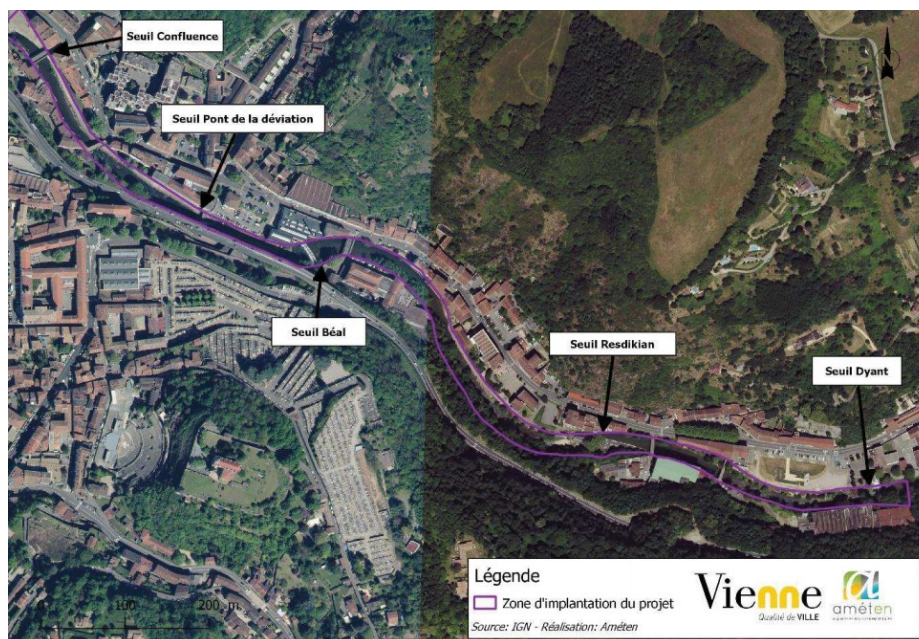 Seuil Confluence
N
Seuil Pont de la déviation
Seuil Béal
Seuil Resdikian
Seuil Dyant
0 100 200 m
Légende
Zone d'implantation du projet
Source: IGN - Réalisation: Améten
Vienne
Qualité de VILLE
améten